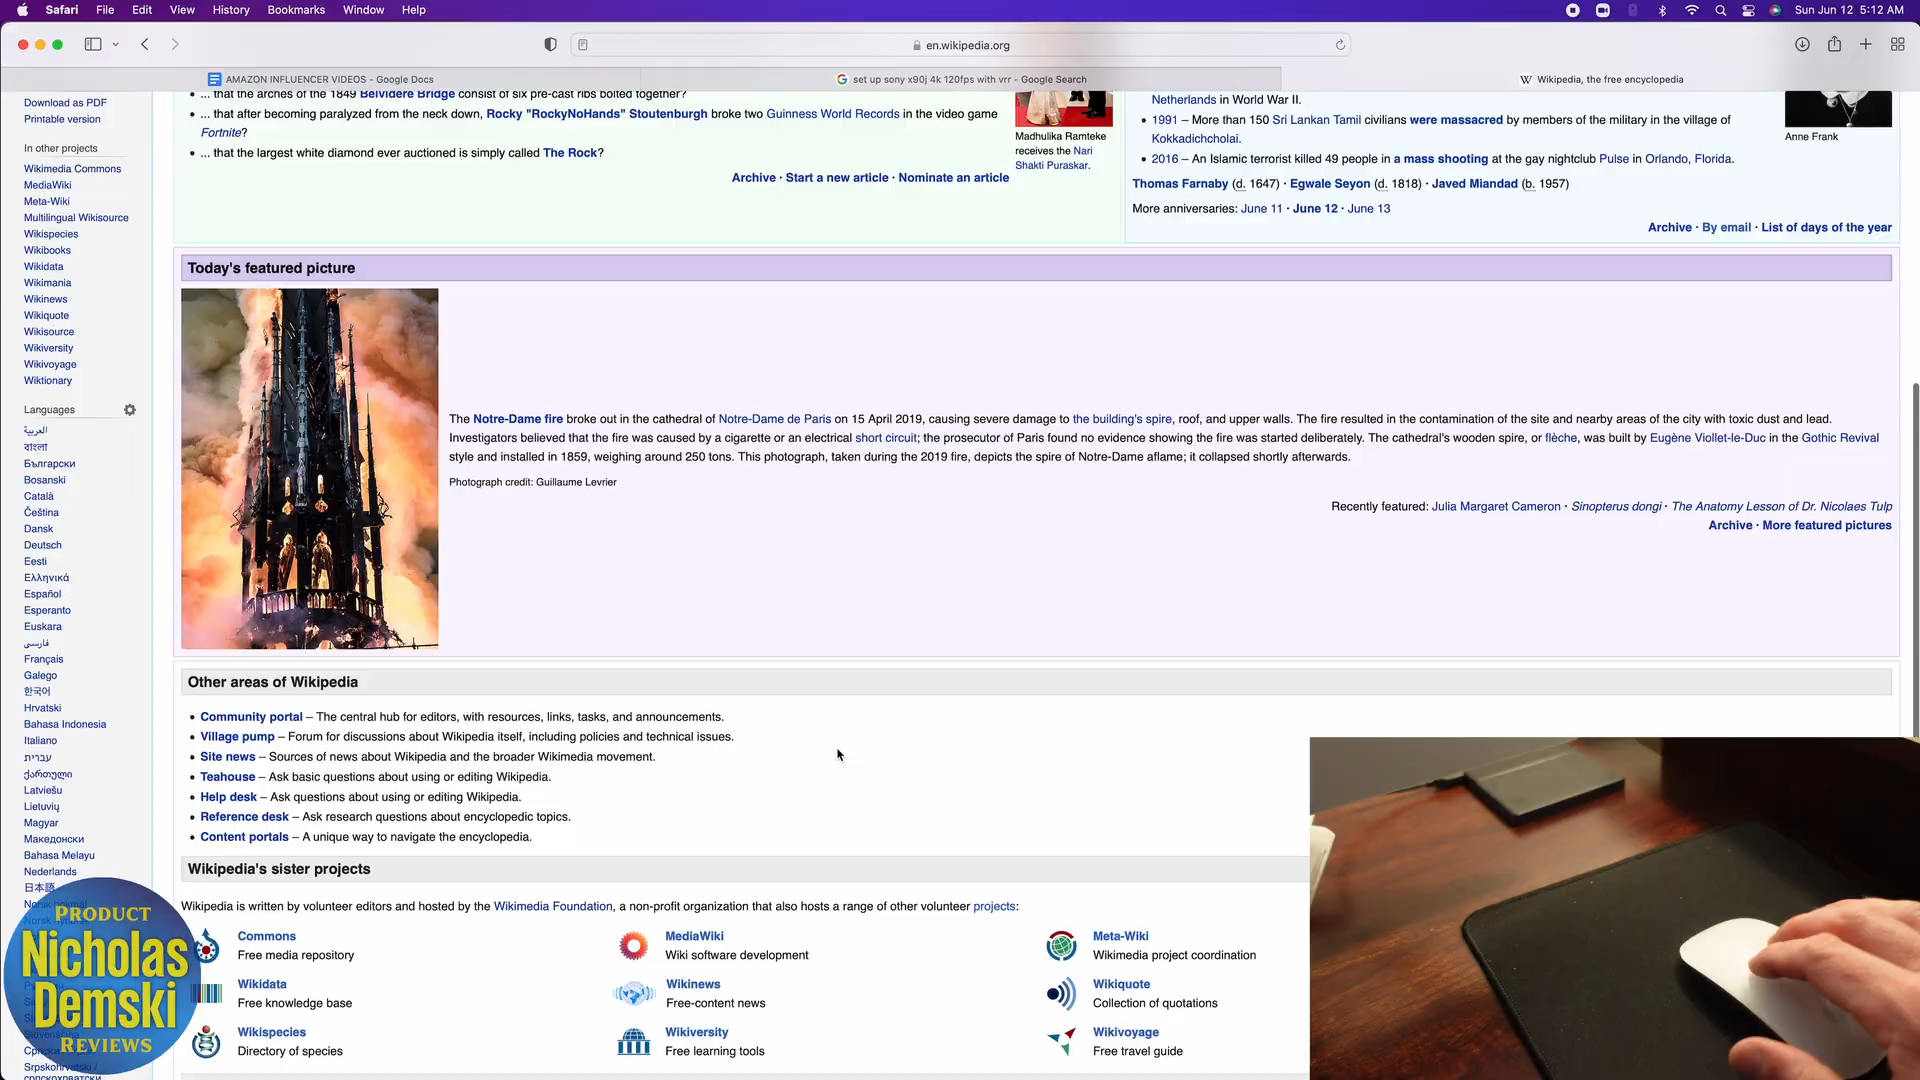 Safari File Edit View History Bookmarks Window Help Sun Jun 12 5:12 AM
en.wikipedia.org
AMAZON INFLUENCER VIDEOS - Google Docs
set up sony x90j 4k 120fps with vrr - Google Search
Wikipedia, the free encyclopedia
Download as PDF
Printable version
In other projects
Wikimedia Commons
MediaWiki
Meta-Wiki
Multilingual Wikisource
Wikispecies
Wikibooks
Wikidata
Wikimania
Wikinews
Wikiquote
Wikisource
Wikiversity
Wikivoyage
Wiktionary
Languages
العربية
বাংলা
Български
Bosanski
Català
Čeština
Dansk
Deutsch
Eesti
Ελληνικά
Español
Esperanto
Euskara
فارسی
Français
Galego
한국어
Hrvatski
Bahasa Indonesia
Italiano
עברית
ქართული
Latviešu
Lietuvių
Magyar
Македонски
Bahasa Melayu
Nederlands
日本語
... that the arches of the 1849 Belvidere Bridge consist of six pre-cast ribs bolted together?
... that after becoming paralyzed from the neck down, Rocky "RockyNoHands" Stoutenburgh broke two Guinness World Records in the video game
Fortnite?
... that the largest white diamond ever auctioned is simply called The Rock?
Madhulika Ramteke
receives the Nari
Shakti Puraskar.
Archive · Start a new article · Nominate an article
Netherlands in World War II.
1991 – More than 150 Sri Lankan Tamil civilians were massacred by members of the military in the village of
Kokkadichcholai.
2016 – An Islamic terrorist killed 49 people in a mass shooting at the gay nightclub Pulse in Orlando, Florida.
Anne Frank
Thomas Farnaby (d. 1647) · Egwale Seyon (d. 1818) · Javed Miandad (b. 1957)
More anniversaries: June 11 · June 12 · June 13
Archive · By email · List of days of the year
Today's featured picture
The Notre-Dame fire broke out in the cathedral of Notre-Dame de Paris on 15 April 2019, causing severe damage to the building's spire, roof, and upper walls. The fire resulted in the contamination of the site and nearby areas of the city with toxic dust and lead.
Investigators believed that the fire was caused by a cigarette or an electrical short circuit; the prosecutor of Paris found no evidence showing the fire was started deliberately. The cathedral's wooden spire, or flèche, was built by Eugène Viollet-le-Duc in the Gothic Revival
style and installed in 1859, weighing around 250 tons. This photograph, taken during the 2019 fire, depicts the spire of Notre-Dame aflame; it collapsed shortly afterwards.
Photograph credit: Guillaume Levrier
Recently featured: Julia Margaret Cameron · Sinopterus dongi · The Anatomy Lesson of Dr. Nicolaes Tulp
Archive · More featured pictures
Other areas of Wikipedia
Community portal – The central hub for editors, with resources, links, tasks, and announcements.
Village pump – Forum for discussions about Wikipedia itself, including policies and technical issues.
Site news – Sources of news about Wikipedia and the broader Wikimedia movement.
Teahouse – Ask basic questions about using or editing Wikipedia.
Help desk – Ask questions about using or editing Wikipedia.
Reference desk – Ask research questions about encyclopedic topics.
Content portals – A unique way to navigate the encyclopedia.
Wikipedia's sister projects
Wikipedia is written by volunteer editors and hosted by the Wikimedia Foundation, a non-profit organization that also hosts a range of other volunteer projects:
Commons
Free media repository
MediaWiki
Wiki software development
Meta-Wiki
Wikimedia project coordination
Wikidata
Free knowledge base
Wikinews
Free-content news
Wikiquote
Collection of quotations
Wikispecies
Directory of species
Wikiversity
Free learning tools
Wikivoyage
Free travel guide
PRODUCT
Nicholas
Demski
REVIEWS